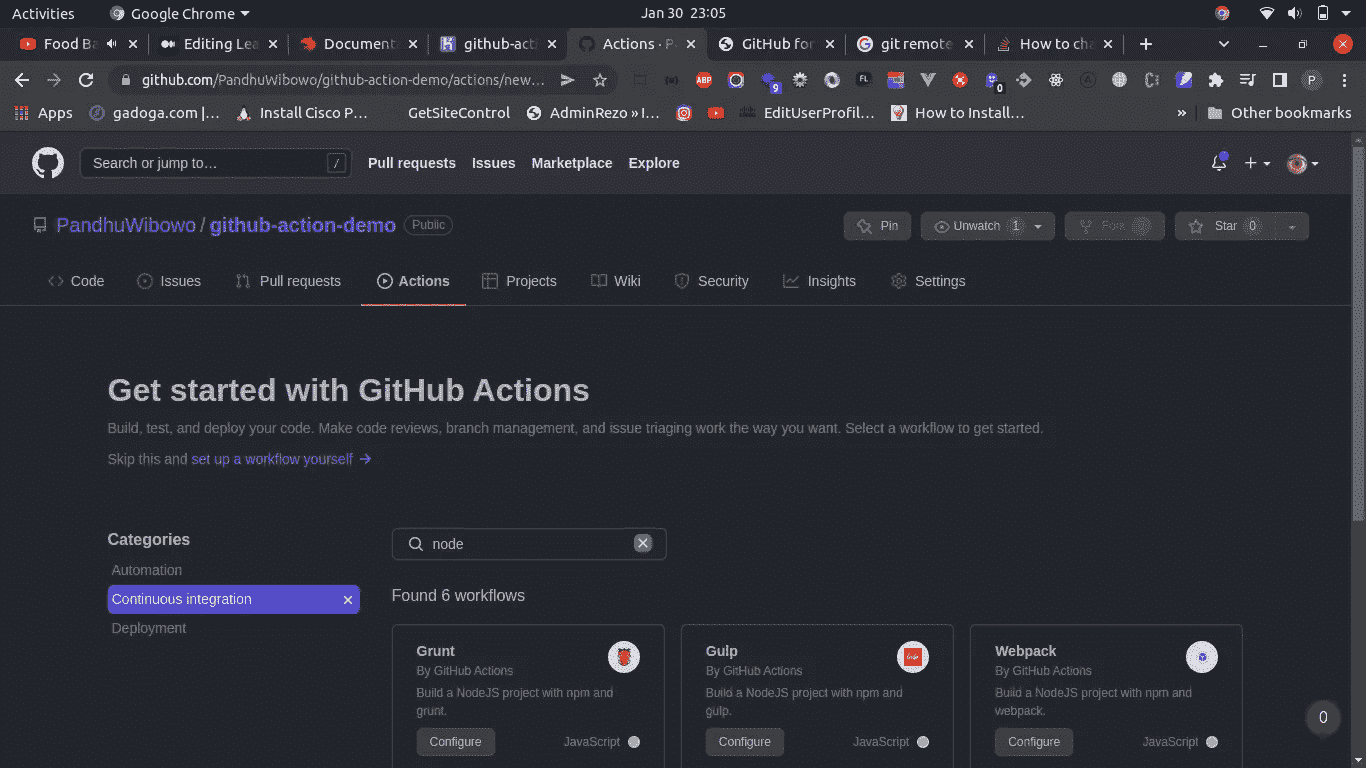 Activities Google Chrome Jan 30 23:05
Food Ba Editing Lea Documenta github-acti Actions · P GitHub for git remote How to cha
github.com/PandhuWibowo/github-action-demo/actions/new… ABP 9 FL 0 P
Apps gadoga.com |… Install Cisco P… GetSiteControl AdminRezo » I… EditUserProfil… How to Install… » Other bookmarks
Search or jump to… / Pull requests Issues Marketplace Explore
PandhuWibowo / github-action-demo Public Pin Unwatch 1 Fork Star 0
Code Issues Pull requests Actions Projects Wiki Security Insights Settings
Get started with GitHub Actions
Build, test, and deploy your code. Make code reviews, branch management, and issue triaging work the way you want. Select a workflow to get started.
Skip this and set up a workflow yourself →
Categories
Automation
Continuous integration
Deployment
node
Found 6 workflows
Grunt
By GitHub Actions
Build a NodeJS project with npm and
grunt.
Configure JavaScript
Gulp
By GitHub Actions
Build a NodeJS project with npm and
gulp.
Configure JavaScript
Webpack
By GitHub Actions
Build a NodeJS project with npm and
webpack.
Configure JavaScript
0